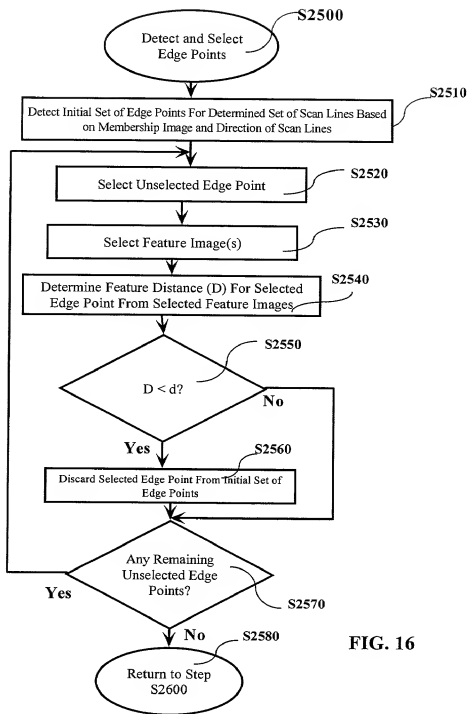 S2500
Detect and Select
Edge Points
S2510
Detect Initial Set of Edge Points For Determined Set of Scan Lines Based
on Membership Image and Direction of Scan Lines
S2520
Select Unselected Edge Point
S2530
Select Feature Image(s)
S2540
Determine Feature Distance (D) For Selected
Edge Point From Selected Feature Images
S2550
D < d?
No
Yes
S2560
Discard Selected Edge Point From Initial Set of
Edge Points
Any Remaining
Unselected Edge
Points?
Yes
S2570
No
S2580
Return to Step
S2600
FIG. 16